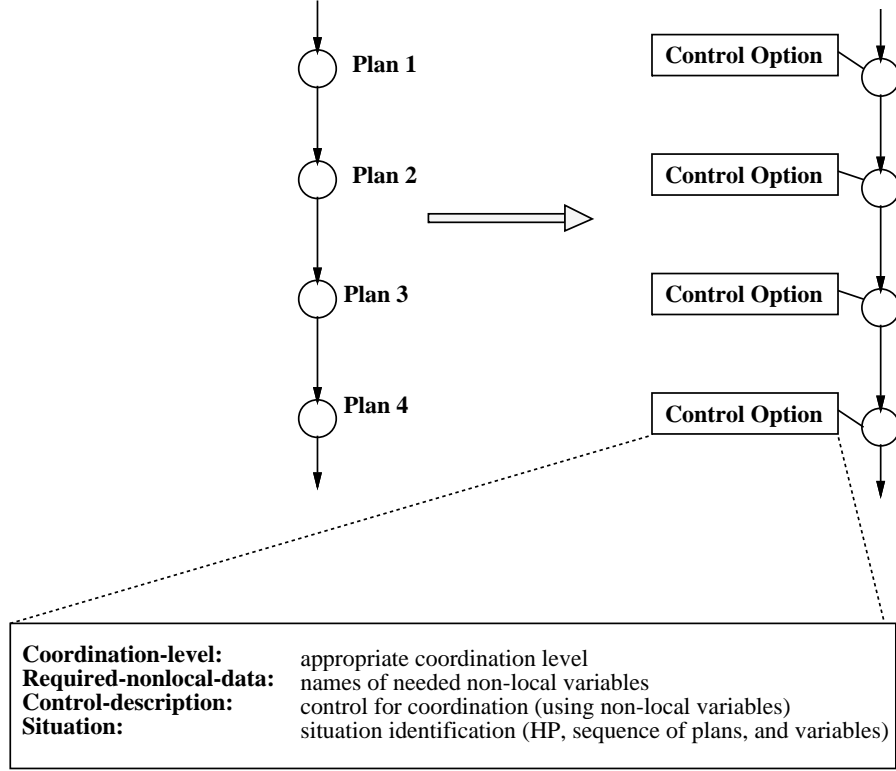 Plan 1
Control Option
Plan 2
Control Option
Plan 3
Control Option
Plan 4
Control Option
Coordination-level: appropriate coordination level
Required-nonlocal-data: names of needed non-local variables
Control-description: control for coordination (using non-local variables)
Situation: situation identification (HP, sequence of plans, and variables)